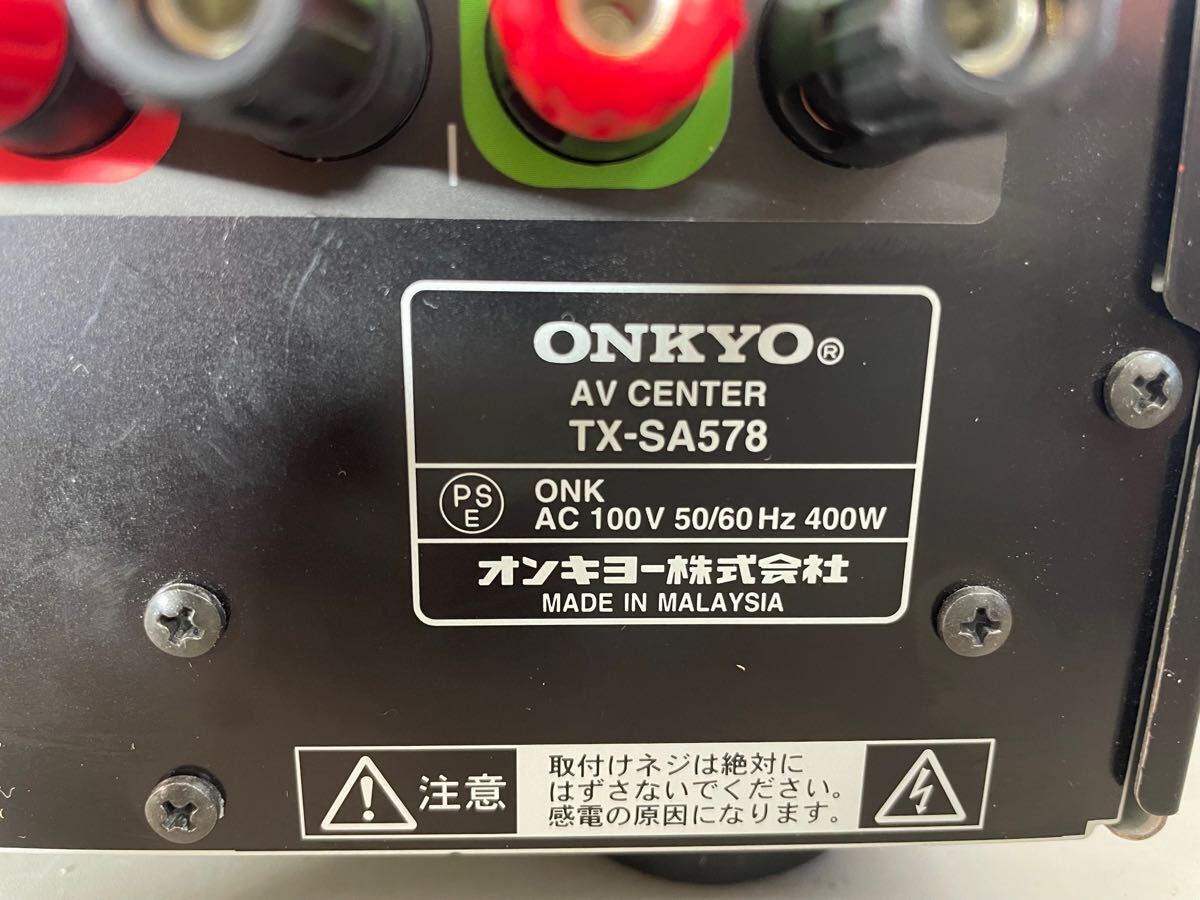 ONKYO®
AV CENTER
TX-SA578
PS
E
ONK
AC 100V 50/60Hz 400W
オンキヨー株式会社
MADE IN MALAYSIA
注意
取付けネジは絶対に
はずさないでください。
感電の原因になります。